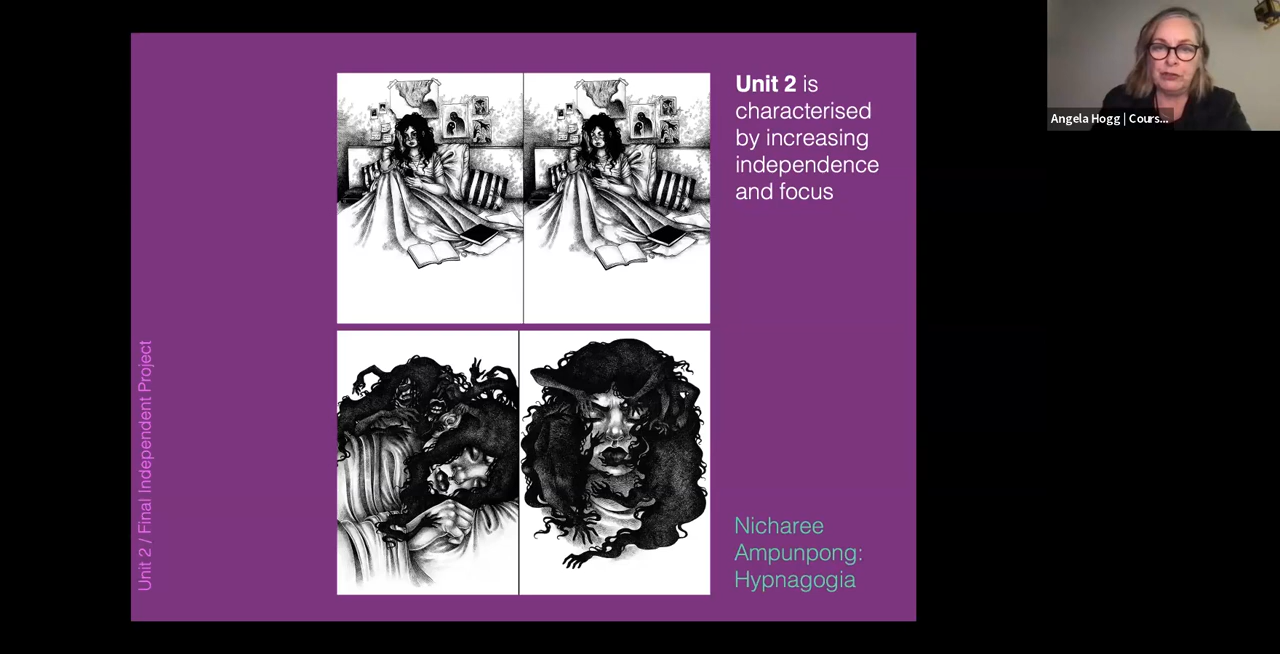 Unit 2 is
characterised
by increasing
independence
and focus
Angela Hogg | Cours...
Nicharee
Ampunpong:
Hypnagogia
Unit 2 / Final Independent Project